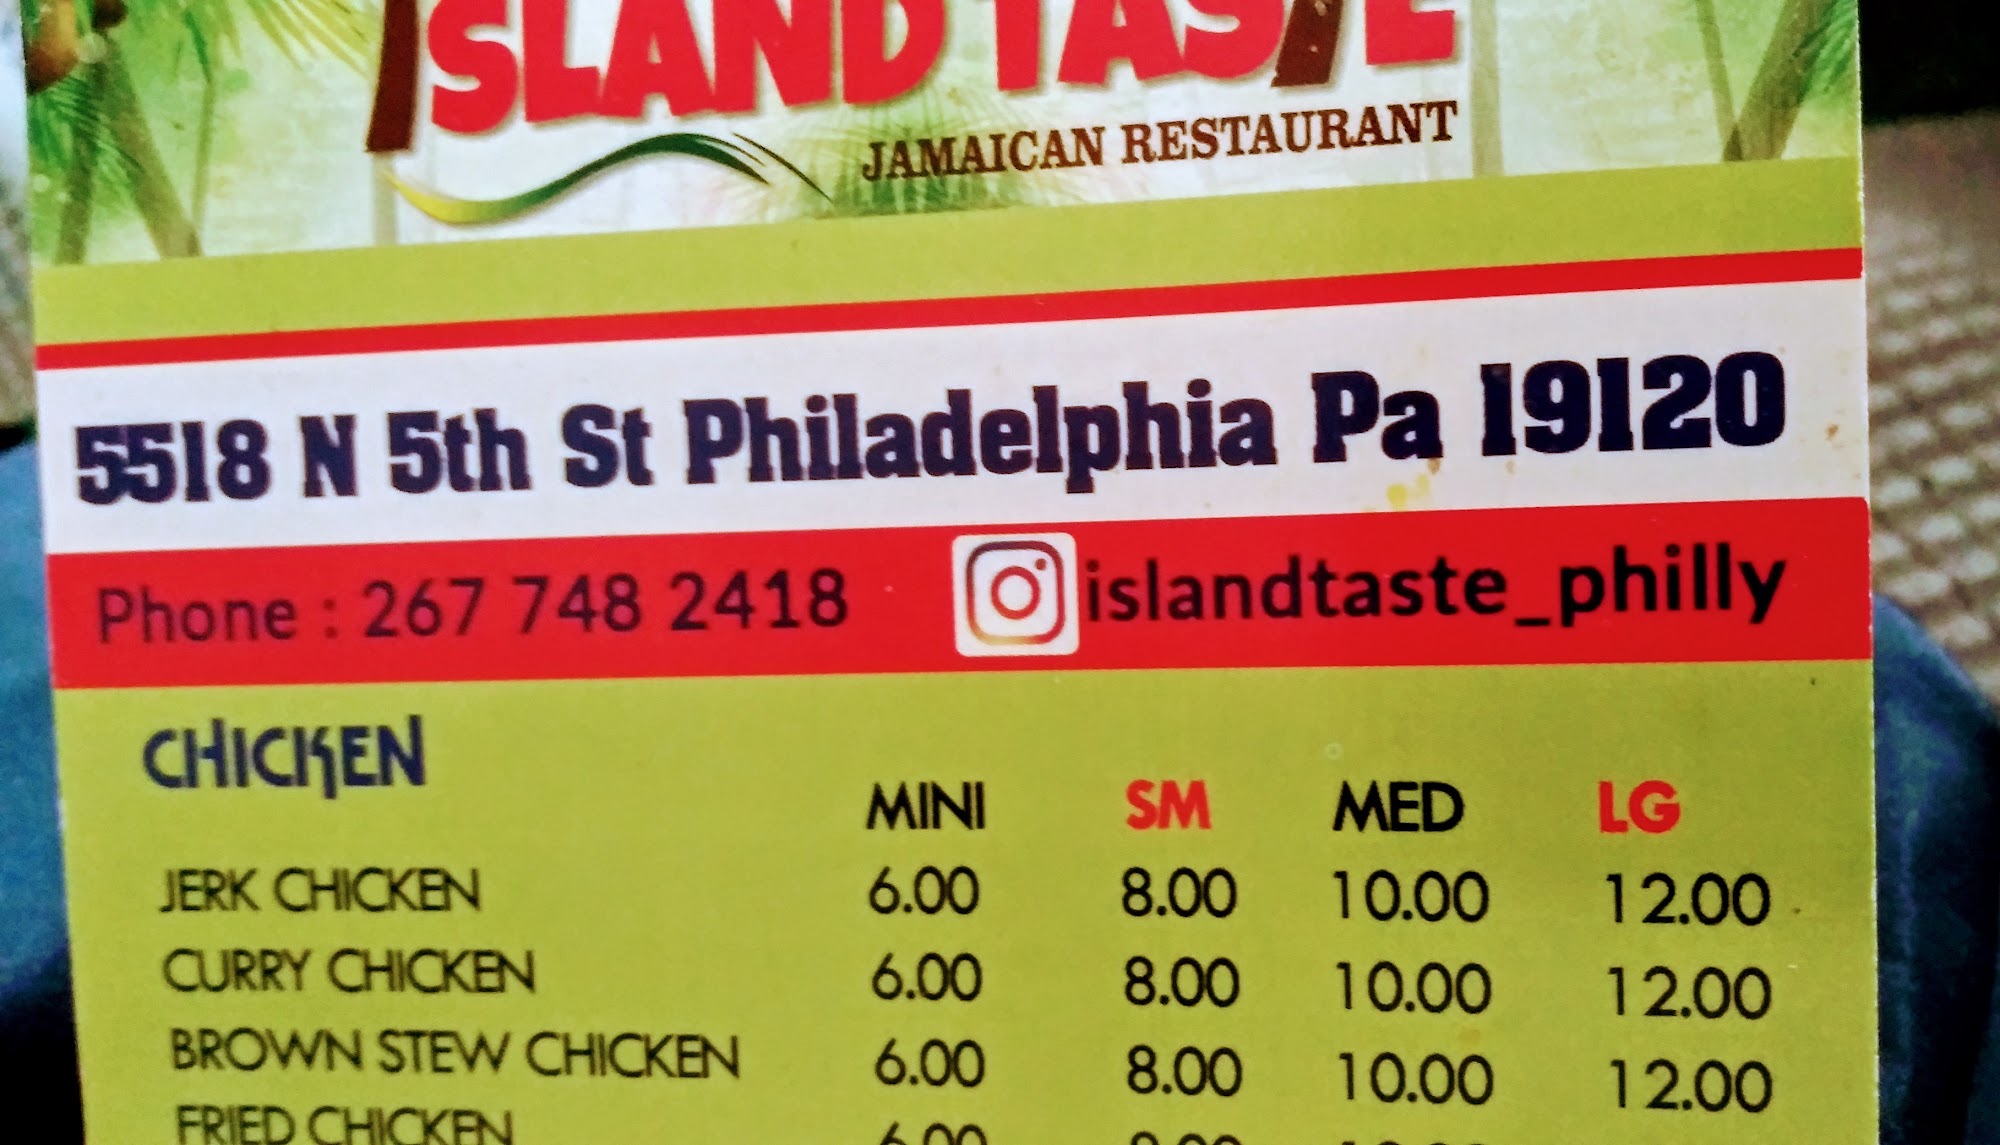 ISLAND TASTE
JAMAICAN RESTAURANT
5518 N 5th St Philadelphia Pa 19120
Phone : 267 748 2418 islandtaste_philly
CHICKEN
MINI SM MED LG
JERK CHICKEN 6.00 8.00 10.00 12.00
CURRY CHICKEN 6.00 8.00 10.00 12.00
BROWN STEW CHICKEN 6.00 8.00 10.00 12.00
FRIED CHICKEN 6.00